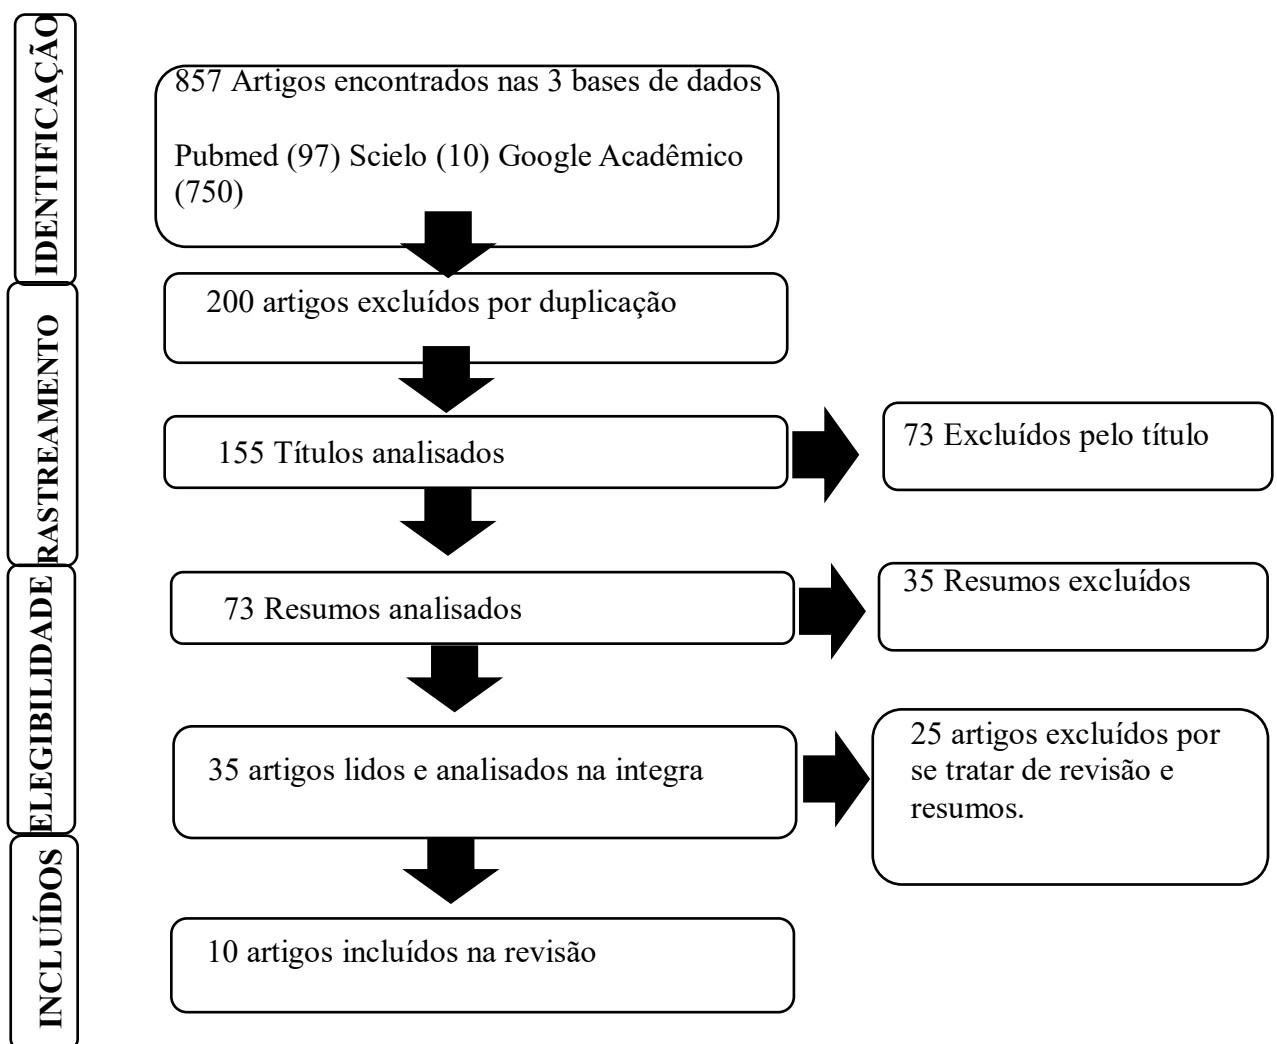 IDENTIFICAÇÃO
857 Artigos encontrados nas 3 bases de dados
Pubmed (97) Scielo (10) Google Acadêmico
(750)
RASTREAMENTO
200 artigos excluídos por duplicação
155 Títulos analisados
73 Excluídos pelo título
ELEGIBILIDADE
73 Resumos analisados
35 Resumos excluídos
35 artigos lidos e analisados na integra
25 artigos excluídos por
se tratar de revisão e
resumos.
INCLUÍDOS
10 artigos incluídos na revisão